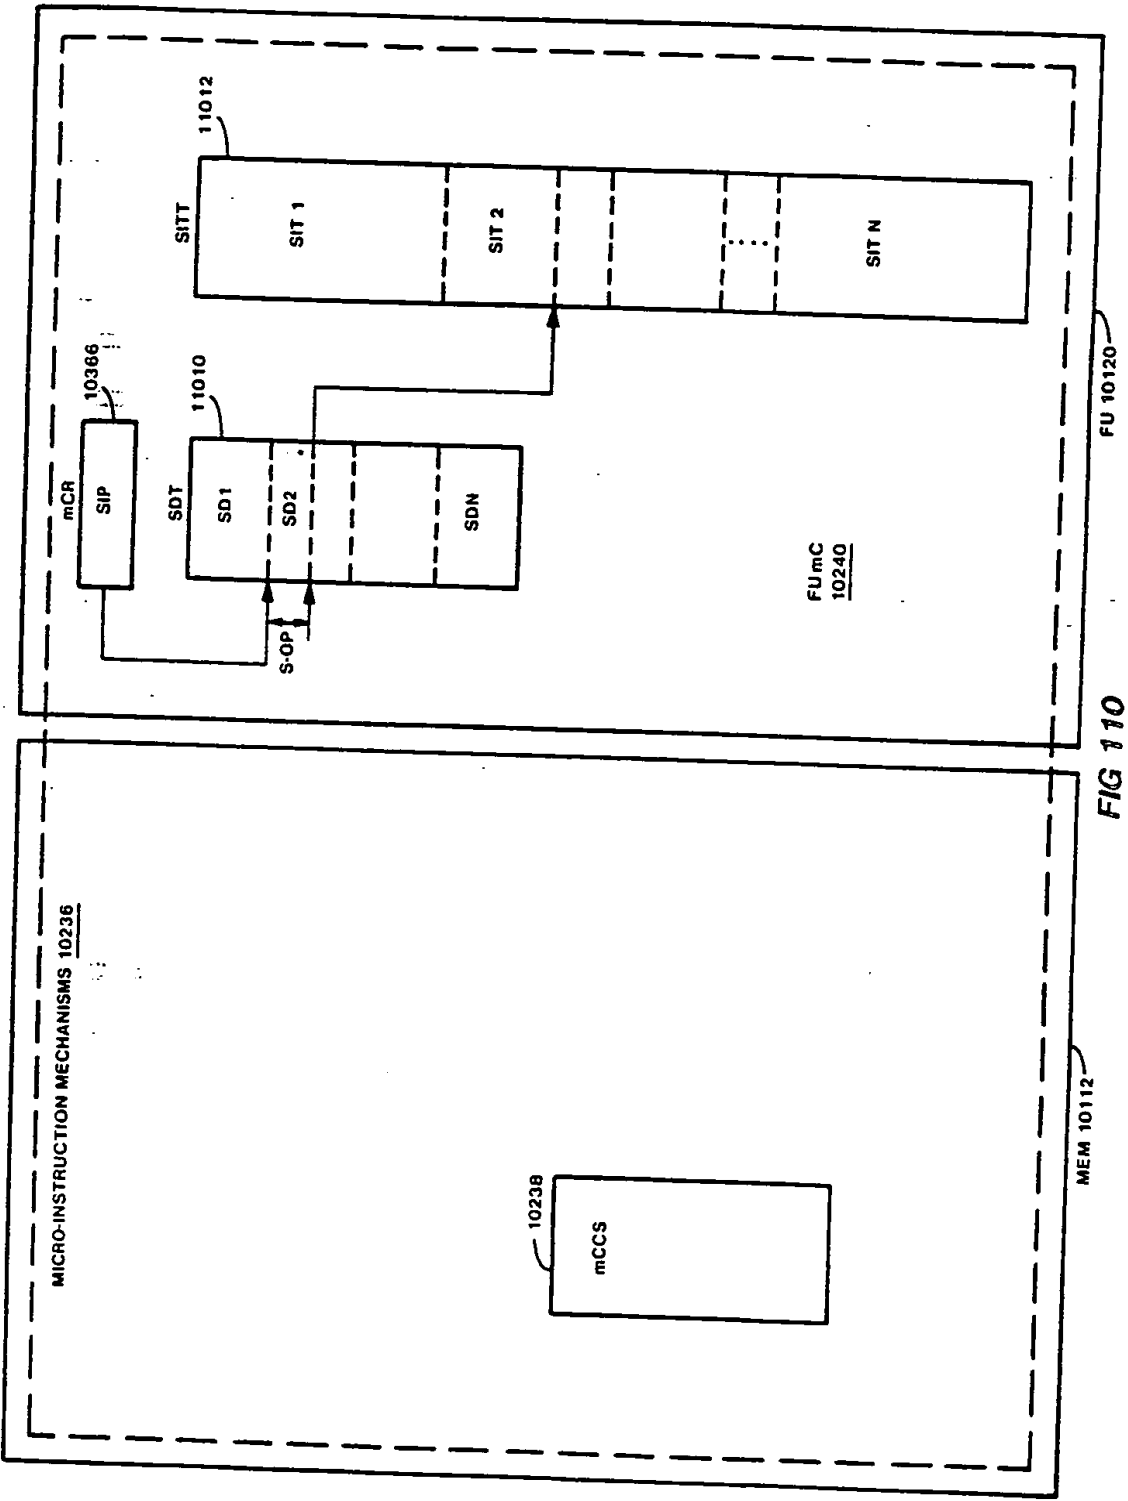 MICRO-INSTRUCTION MECHANISMS 10236
10238
mCCS
MEM 10112
mCR
10366
SIP
SDT
11010
SD1
SD2
SDN
S-OP
SITT
11012
SIT 1
SIT 2
SIT N
FUmC
10240
FU 10120
FIG 110